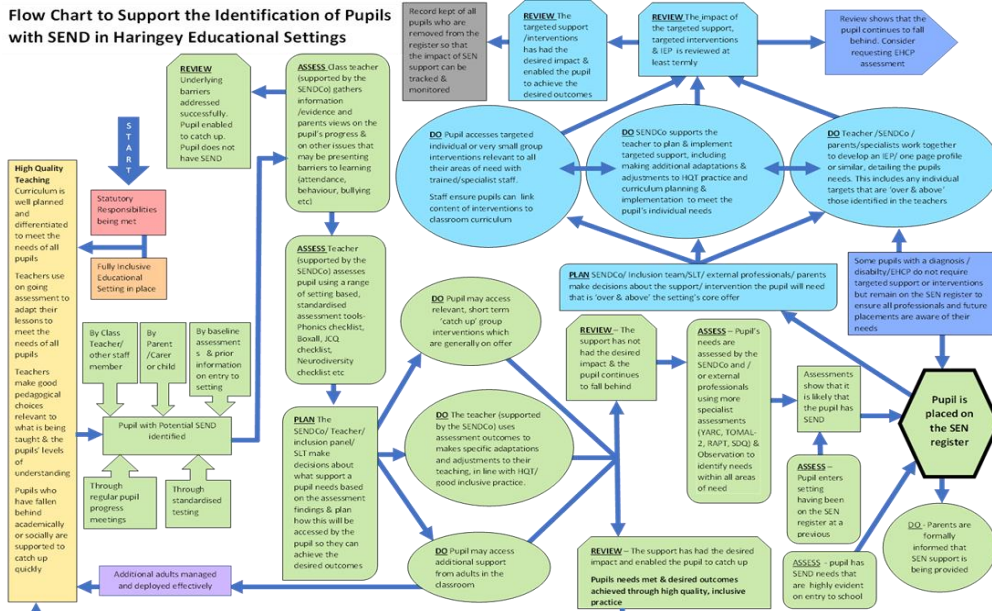 Flow Chart to Support the Identification of Pupils
with SEND in Haringey Educational Settings
Record kept of all
pupils who are
removed from the
register so that
the impact of SEN
support can be
tracked &
monitored
REVIEW The
targeted support
/interventions
has had the
desired impact &
enabled the pupil
to achieve the
desired outcomes
REVIEW The impact of
the targeted support,
targeted interventions
& IEP is reviewed at
least termly
Review shows that the
pupil continues to
fall behind. Consider
requesting EHCP
assessment
REVIEW
Underlying
barriers
addressed
successfully.
Pupil enabled
to catch up.
Pupil does
not have SEND
ASSESS Class teacher
(supported by the
SENDCo) gathers
information
/evidence and
parents views on the
pupil's progress &
on other issues that
may be presenting
barriers to learning
(attendance,
behaviour, bullying
etc)
START
DO Pupil accesses targeted
individual or very small group
interventions relevant to all
their areas of need with
trained/specialist staff.
Staff ensure pupils can link
content of interventions to
classroom curriculum
DO SENDCo supports the
teacher to plan & implement
targeted support, including
making additional adaptations &
adjustments to HQT practice and
curriculum planning &
implementation to meet the
pupil's individual needs
DO Teacher /SENDCo /
parents/specialists work together
to develop an IEP/ one page profile
or similar, detailing the pupils
needs. This includes any individual
targets that are 'over & above'
those identified in the teachers
High Quality
Teaching
Curriculum is
well planned
and
differentiated
to meet the
needs of all
pupils
Teachers use
on going
assessment to
adapt their
lessons to
meet the
needs of all
pupils
Teachers
make good
pedagogical
choices
relevant to
what is being
taught & the
pupils' levels
of
understanding
Pupils who
have fallen
behind
academically
or socially are
supported to
catch up
quickly
Statutory
Responsibilities
being met
Fully Inclusive
Educational
Setting in place
ASSESS Teacher
(supported by the
SENDCo) assesses
pupil using a range
of setting based,
standardised
assessment tools-
Phonics checklist,
Boxall, JCQ
checklist,
Neurodiversity
checklist etc
PLAN SENDCo/ Inclusion team/SLT/ external professionals/ parents
make decisions about the support/ intervention the pupil will need
that is 'over & above' the setting's core offer
Some pupils with a diagnosis /
disabilty/EHCP do not require
targeted support or interventions
but remain on the SEN register to
ensure all professionals and future
placements are aware of their
needs
By Class
Teacher/
other staff
member
By
Parent
/Carer
or child
By baseline
assessment
s & prior
information
on entry to
setting
Pupil with Potential SEND
identified
Through
regular pupil
progress
meetings
Through
standardised
testing
DO Pupil may access
relevant, short term
'catch up' group
interventions which
are generally on offer
REVIEW – The
support has not had
the desired
impact & the
pupil continues
to fall behind
ASSESS – Pupil's
needs are
assessed by the
SENDCo and /
or external
professionals
using more
specialist
assessments
(YARC, TOMAL-
2, RAPT, SDQ) &
Observation to
identify needs
within all areas
of need
Assessments
show that it
is likely that
the pupil has
SEND
Pupil is
placed on
the SEN
register
PLAN The
SENDCo/ Teacher/
inclusion panel/
SLT make
decisions about
what support a
pupil needs based
on the assessment
findings & plan
how this will be
accessed by the
pupil so they can
achieve the
desired outcomes
DO The teacher (supported
by the SENDCo) uses
assessment outcomes to
make specific adaptations
and adjustments to their
teaching, in line with HQT/
good inclusive practice.
ASSESS –
Pupil enters
setting
having been
on the SEN
register at a
previous
DO Pupil may access
additional support
from adults in the
classroom
REVIEW – The support has had the desired
impact and enabled the pupil to catch up
Pupils needs met & desired outcomes
achieved through high quality, inclusive
practice
ASSESS - pupil has
SEND needs that
are highly evident
on entry to school
DO - Parents are
formally
informed that
SEN support is
being provided
Additional adults managed
and deployed effectively